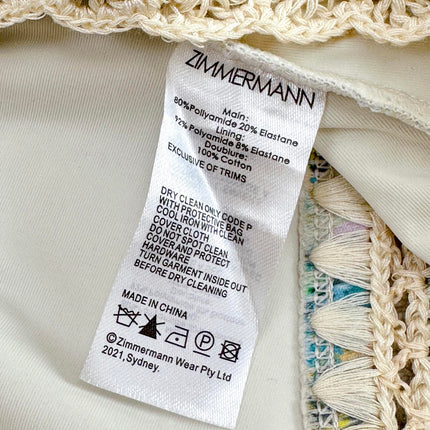 ZIMMERMANN
Main:
80%Pollyamide 20% Elastane
Lining:
92% Polyamide 8% Elastane
Doublure:
100% Cotton
EXCLUSIVE OF TRIMS
DRY CLEAN ONLY CODE P
WITH PROTECTIVE BAG
COOL IRON WITH CLEAN
COVER CLOTH
DO NOT SPOT CLEAN
COVER AND PROTECT
HARDWARE
TURN GARMENT INSIDE OUT
BEFORE DRY CLEANING
MADE IN CHINA
P
©Zimmermann Wear Pty Ltd
2021,Sydney.